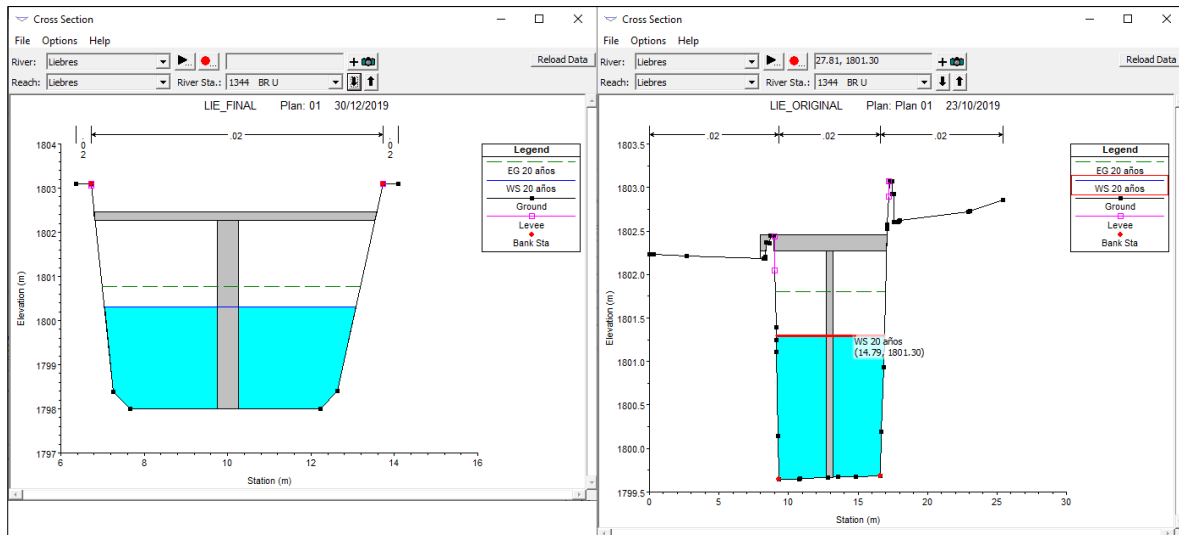 Cross Section
File Options Help
River: Liebres
Reload Data
Reach: Liebres River Sta.: 1344 BR U
LIE_FINAL Plan: 01 30/12/2019
.02 .02 .02
Legend
EG 20 años
WS 20 años
Ground
Levee
Bank Sta
1804
1803
1802
1801
1800
1799
1798
1797
Elevation (m)
6 8 10 12 14 16
Station (m)
Cross Section
File Options Help
River: Liebres 27.81, 1801.30
Reload Data
Reach: Liebres River Sta.: 1344 BR U
LIE_ORIGINAL Plan: Plan 01 23/10/2019
.02 .02 .02
Legend
EG 20 años
WS 20 años
Ground
Levee
Bank Sta
1803.5
1803.0
1802.5
1802.0
1801.5
1801.0
1800.5
1800.0
1799.5
Elevation (m)
WS 20 años
(14.79, 1801.30)
0 5 10 15 20 25 30
Station (m)